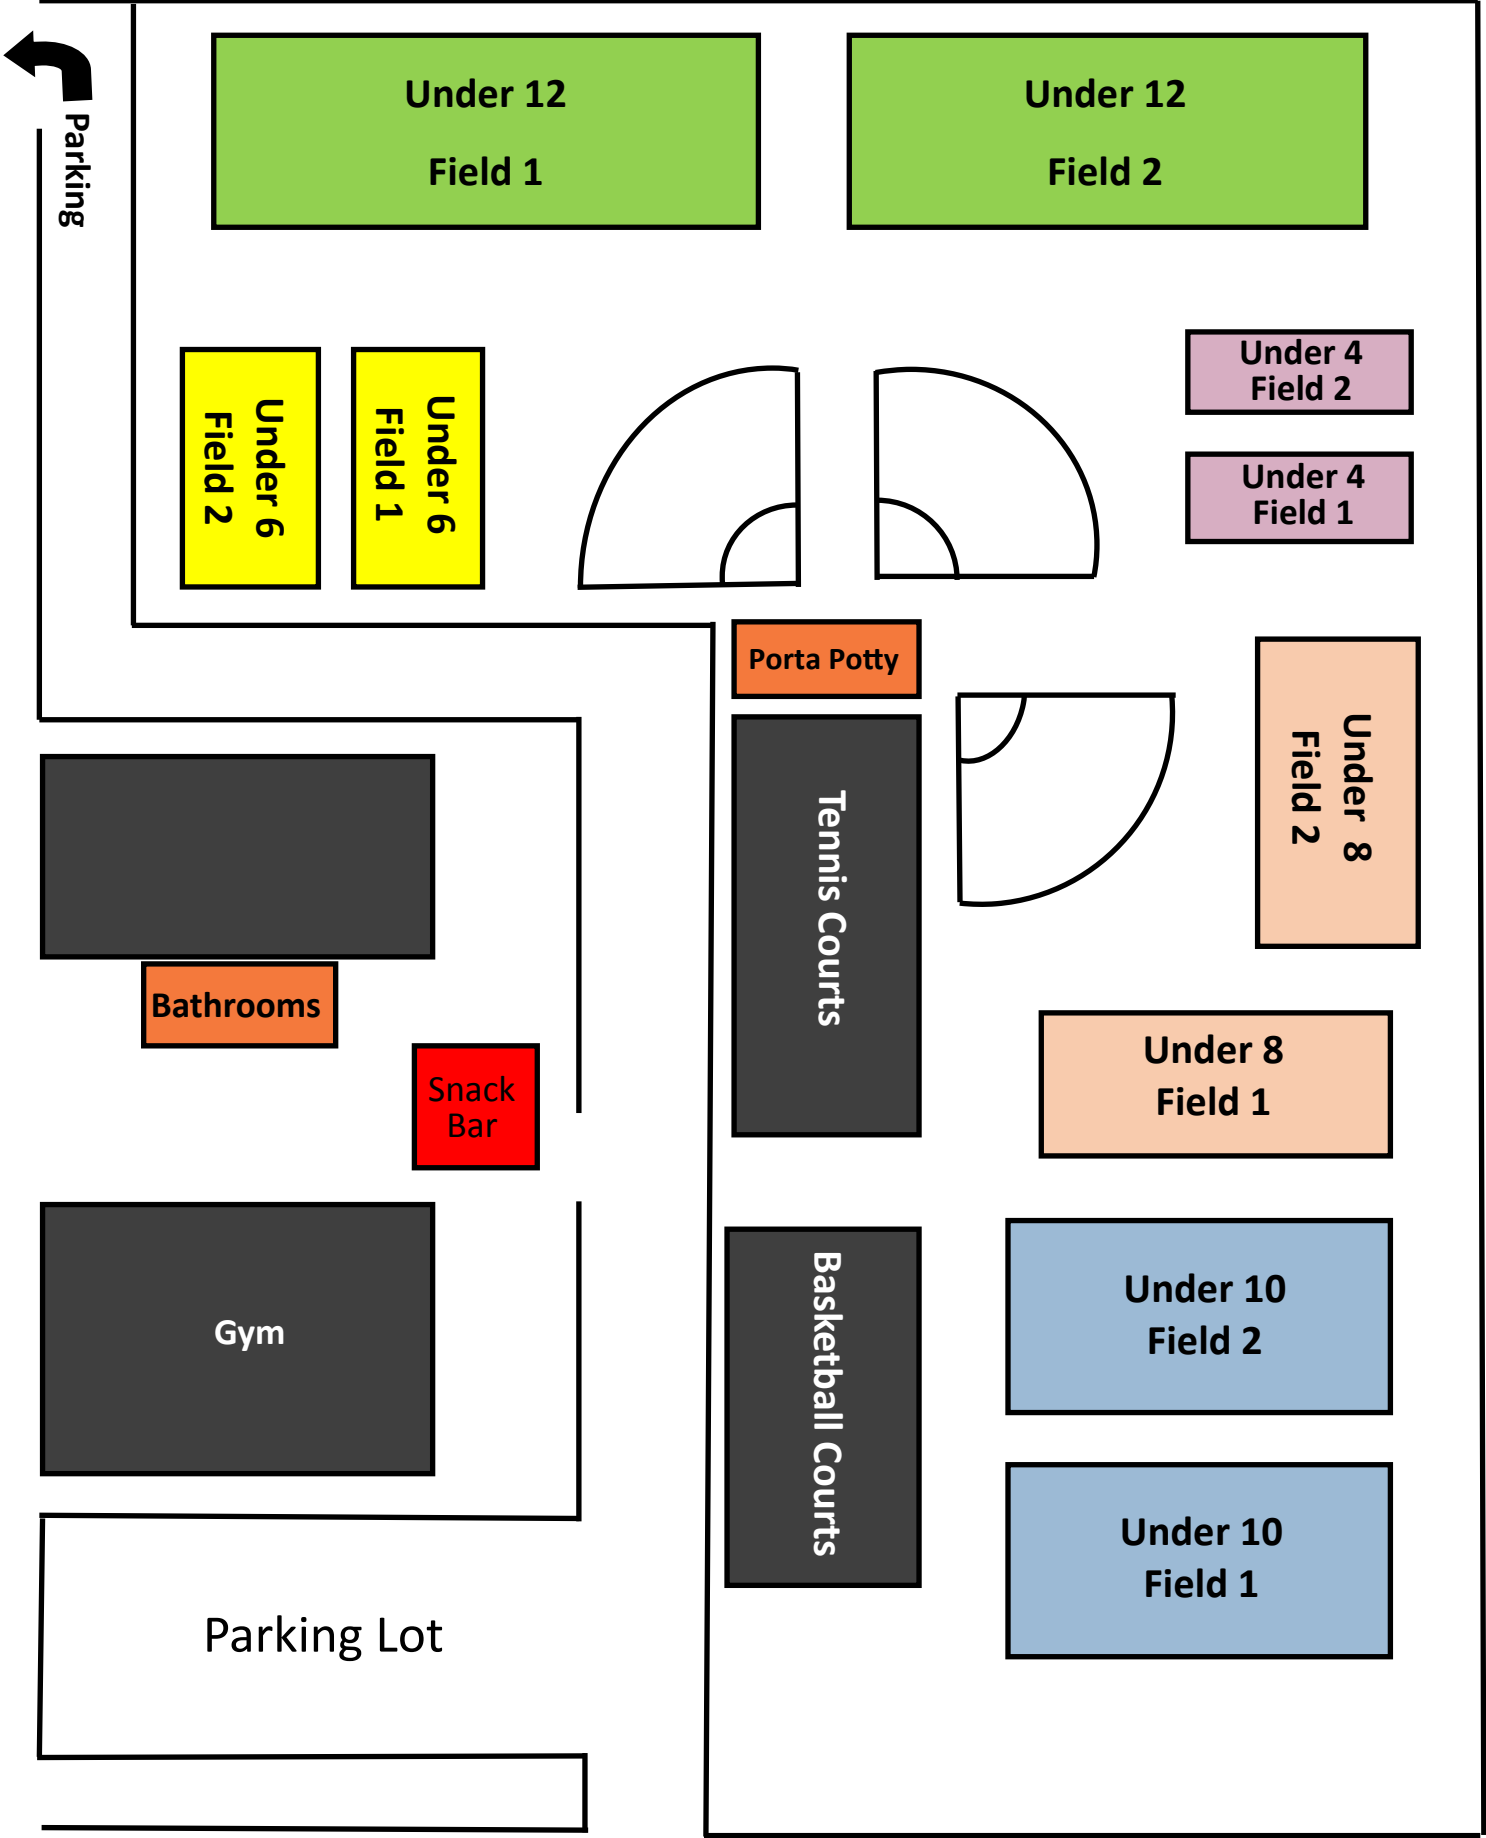 Parking
Under 12
Field 1
Under 12
Field 2
Under 6
Field 2
Under 6
Field 1
Under 4
Field 2
Under 4
Field 1
Porta Potty
Under 8
Field 2
Tennis Courts
Bathrooms
Snack
Bar
Under 8
Field 1
Gym
Basketball Courts
Under 10
Field 2
Under 10
Field 1
Parking Lot